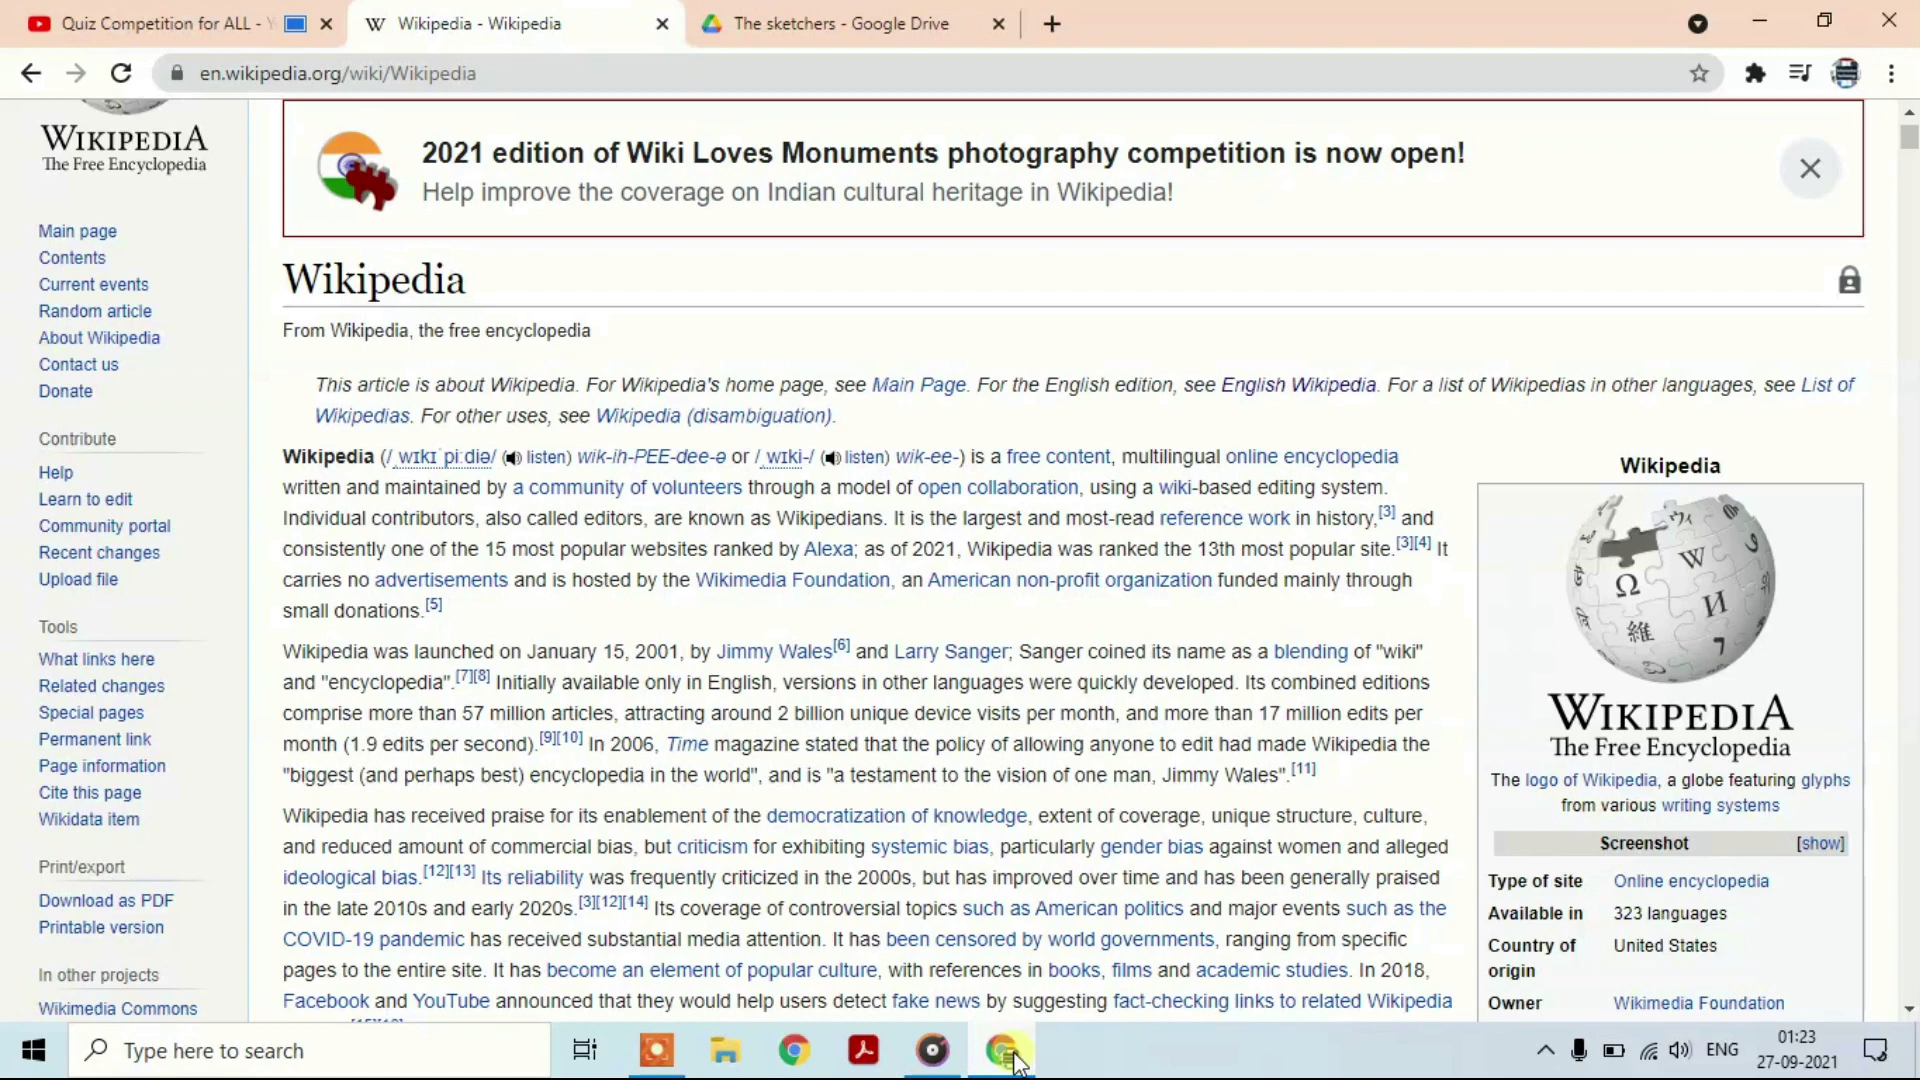 Quiz Competition for ALL - Y
Wikipedia - Wikipedia
The sketchers - Google Drive
en.wikipedia.org/wiki/Wikipedia
WIKIPEDIA
The Free Encyclopedia
Main page
Contents
Current events
Random article
About Wikipedia
Contact us
Donate
Contribute
Help
Learn to edit
Community portal
Recent changes
Upload file
Tools
What links here
Related changes
Special pages
Permanent link
Page information
Cite this page
Wikidata item
Print/export
Download as PDF
Printable version
In other projects
Wikimedia Commons
2021 edition of Wiki Loves Monuments photography competition is now open!
Help improve the coverage on Indian cultural heritage in Wikipedia!
Wikipedia
From Wikipedia, the free encyclopedia
This article is about Wikipedia. For Wikipedia's home page, see Main Page. For the English edition, see English Wikipedia. For a list of Wikipedias in other languages, see List of
Wikipedias. For other uses, see Wikipedia (disambiguation).
Wikipedia (/ˌwɪkɪˈpiːdiə/ (listen) wik-ih-PEE-dee-ə or /ˌwɪki-/ (listen) wik-ee-) is a free content, multilingual online encyclopedia
written and maintained by a community of volunteers through a model of open collaboration, using a wiki-based editing system.
Individual contributors, also called editors, are known as Wikipedians. It is the largest and most-read reference work in history,[3] and
consistently one of the 15 most popular websites ranked by Alexa; as of 2021, Wikipedia was ranked the 13th most popular site.[3][4] It
carries no advertisements and is hosted by the Wikimedia Foundation, an American non-profit organization funded mainly through
small donations.[5]
Wikipedia was launched on January 15, 2001, by Jimmy Wales[6] and Larry Sanger; Sanger coined its name as a blending of "wiki"
and "encyclopedia".[7][8] Initially available only in English, versions in other languages were quickly developed. Its combined editions
comprise more than 57 million articles, attracting around 2 billion unique device visits per month, and more than 17 million edits per
month (1.9 edits per second).[9][10] In 2006, Time magazine stated that the policy of allowing anyone to edit had made Wikipedia the
"biggest (and perhaps best) encyclopedia in the world", and is "a testament to the vision of one man, Jimmy Wales".[11]
Wikipedia has received praise for its enablement of the democratization of knowledge, extent of coverage, unique structure, culture,
and reduced amount of commercial bias, but criticism for exhibiting systemic bias, particularly gender bias against women and alleged
ideological bias.[12][13] Its reliability was frequently criticized in the 2000s, but has improved over time and has been generally praised
in the late 2010s and early 2020s.[3][12][14] Its coverage of controversial topics such as American politics and major events such as the
COVID-19 pandemic has received substantial media attention. It has been censored by world governments, ranging from specific
pages to the entire site. It has become an element of popular culture, with references in books, films and academic studies. In 2018,
Facebook and YouTube announced that they would help users detect fake news by suggesting fact-checking links to related Wikipedia
Wikipedia
Ω W И 維 7
WIKIPEDIA
The Free Encyclopedia
The logo of Wikipedia, a globe featuring glyphs
from various writing systems
Screenshot [show]
Type of site Online encyclopedia
Available in 323 languages
Country of United States
origin
Owner Wikimedia Foundation
Type here to search
ENG
01:23
27-09-2021